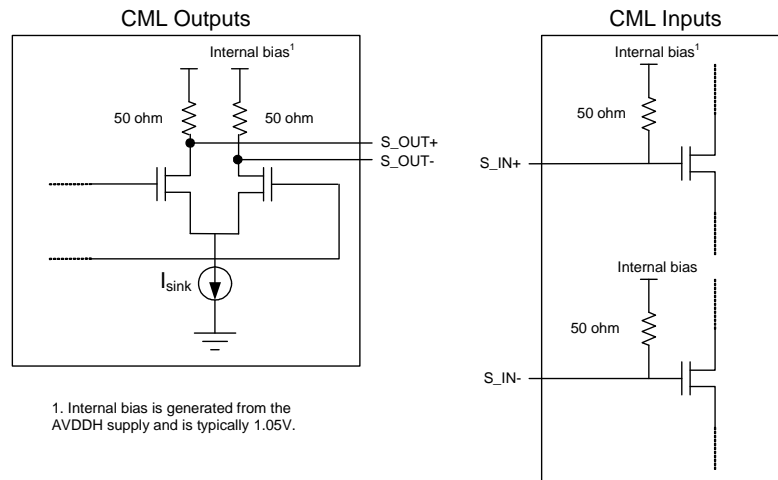 CML Outputs
Internal bias1
50 ohm
50 ohm
S_OUT+
S_OUT-
Isink
1. Internal bias is generated from the
AVDDH supply and is typically 1.05V.
CML Inputs
Internal bias1
50 ohm
S_IN+
Internal bias
50 ohm
S_IN-